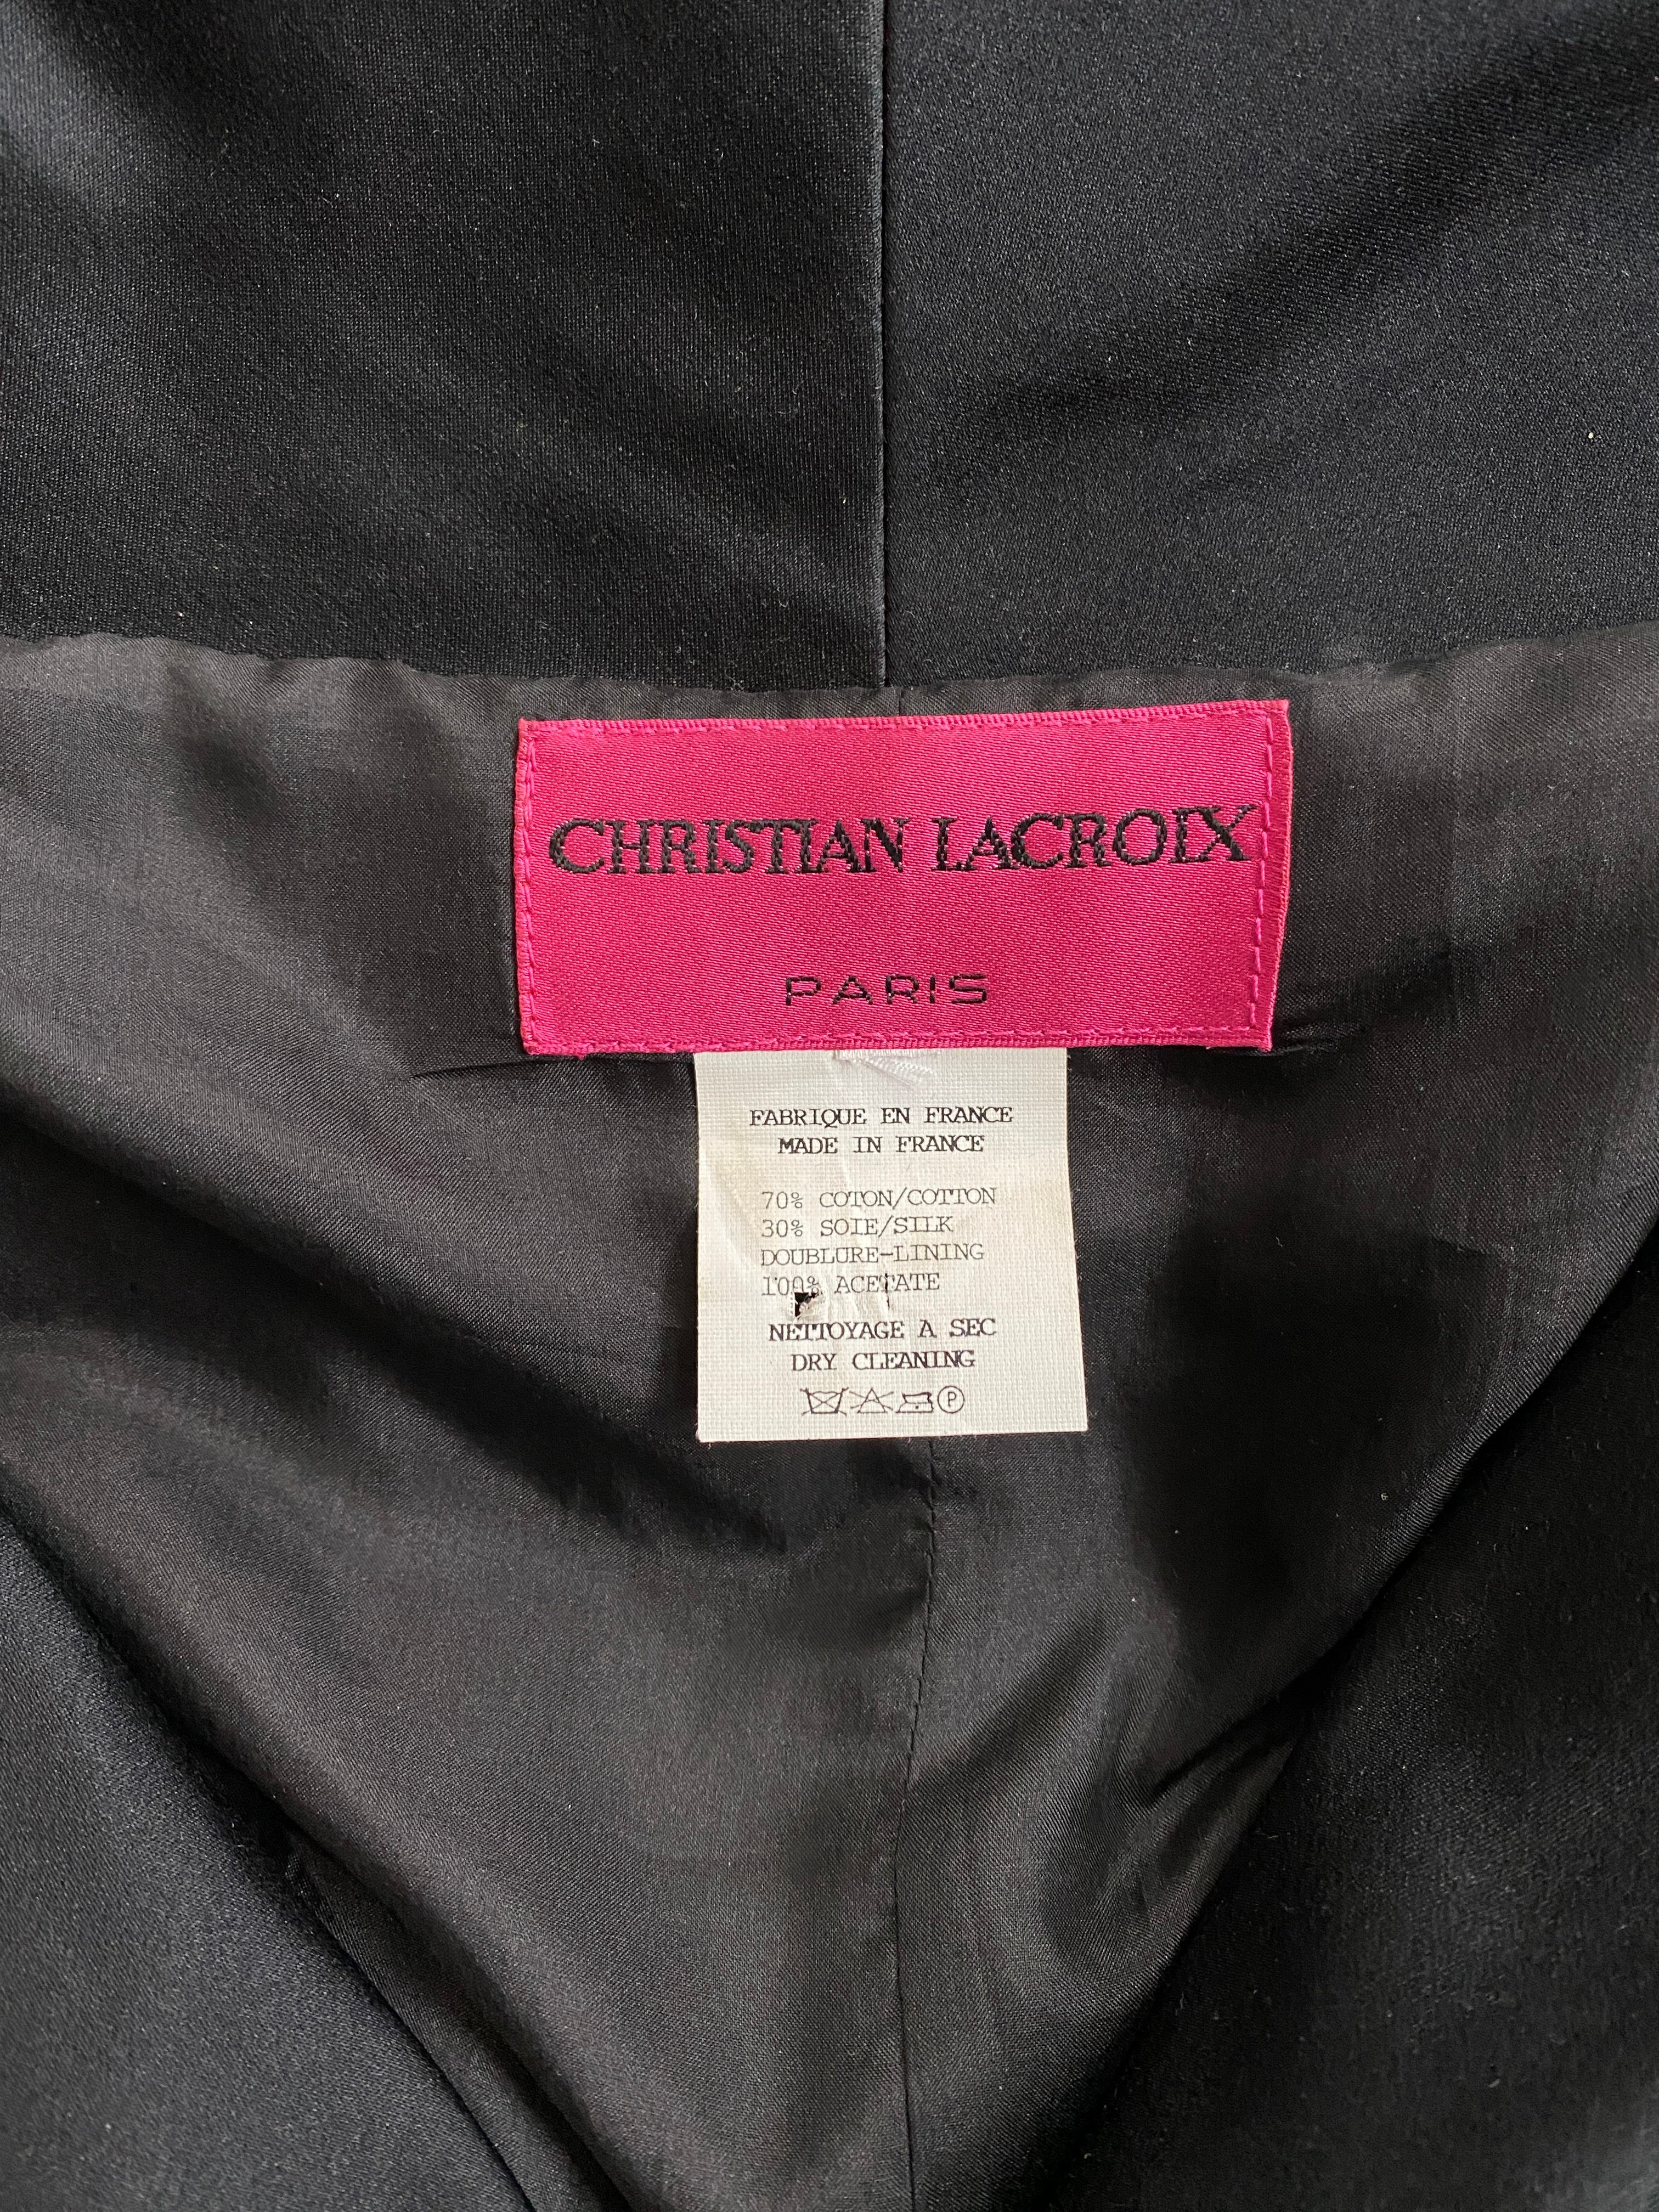 CHRISTIAN LACROIX
PARIS
FABRIQUE EN FRANCE
MADE IN FRANCE
70% COTON/COTTON
30% SOIE/SILK
DOUBLURE-LINING
100% ACETATE
NETTOYAGE A SEC
DRY CLEANING
P